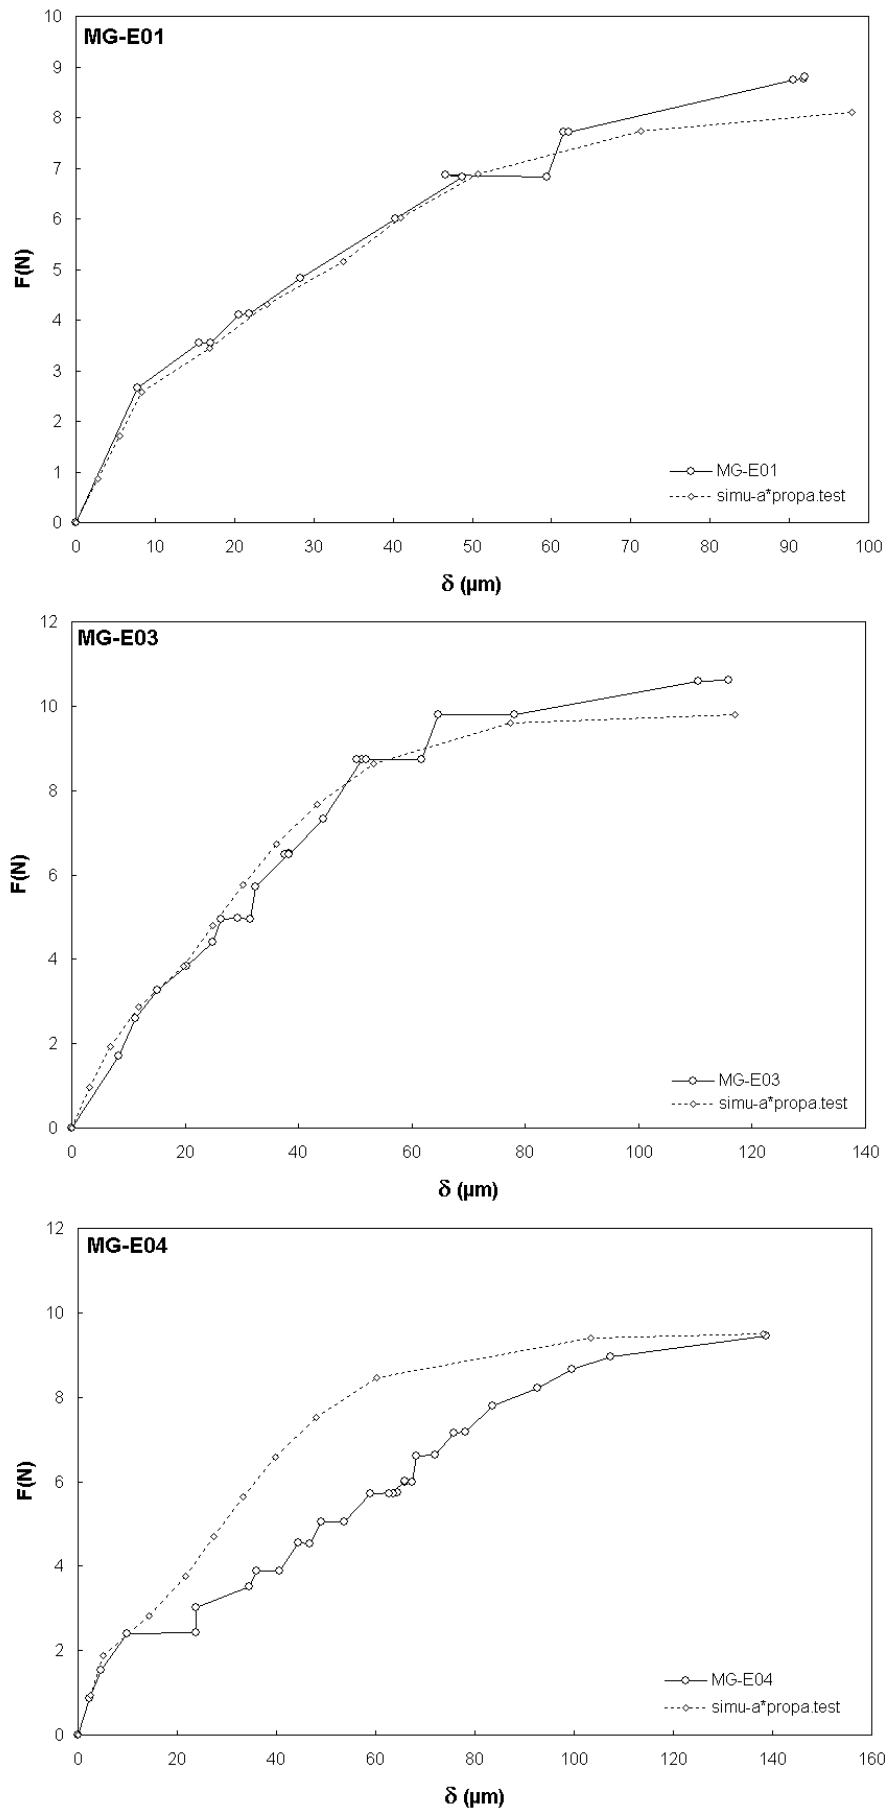 MG-E01
10
9
8
7
6
5
4
3
2
1
0
F(N)
MG-E01
simu-a*propa.test
0 10 20 30 40 50 60 70 80 90 100
δ (µm)
MG-E03
12
10
8
6
4
2
0
F(N)
MG-E03
simu-a*propa.test
0 20 40 60 80 100 120 140
δ (µm)
MG-E04
12
10
8
6
4
2
0
F(N)
MG-E04
simu-a*propa.test
0 20 40 60 80 100 120 140 160
δ (µm)